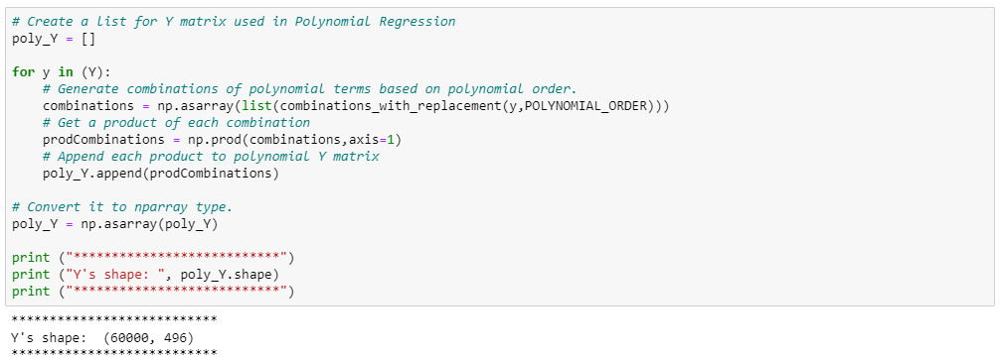 # Create a list for Y matrix used in Polynomial Regression
poly_Y = []
for y in (Y):
# Generate combinations of polynomial terms based on polynomial order.
combinations = np.asarray(list(combinations_with_replacement(y,POLYNOMIAL_ORDER)))
# Get a product of each combination
prodCombinations = np.prod(combinations,axis=1)
# Append each product to polynomial Y matrix
poly_Y.append(prodCombinations)
# Convert it to nparray type.
poly_Y = np.asarray(poly_Y)
print ("***************************")
print ("Y's shape: ", poly_Y.shape)
print ("***************************")
***************************
Y's shape:  (60000, 496)
***************************